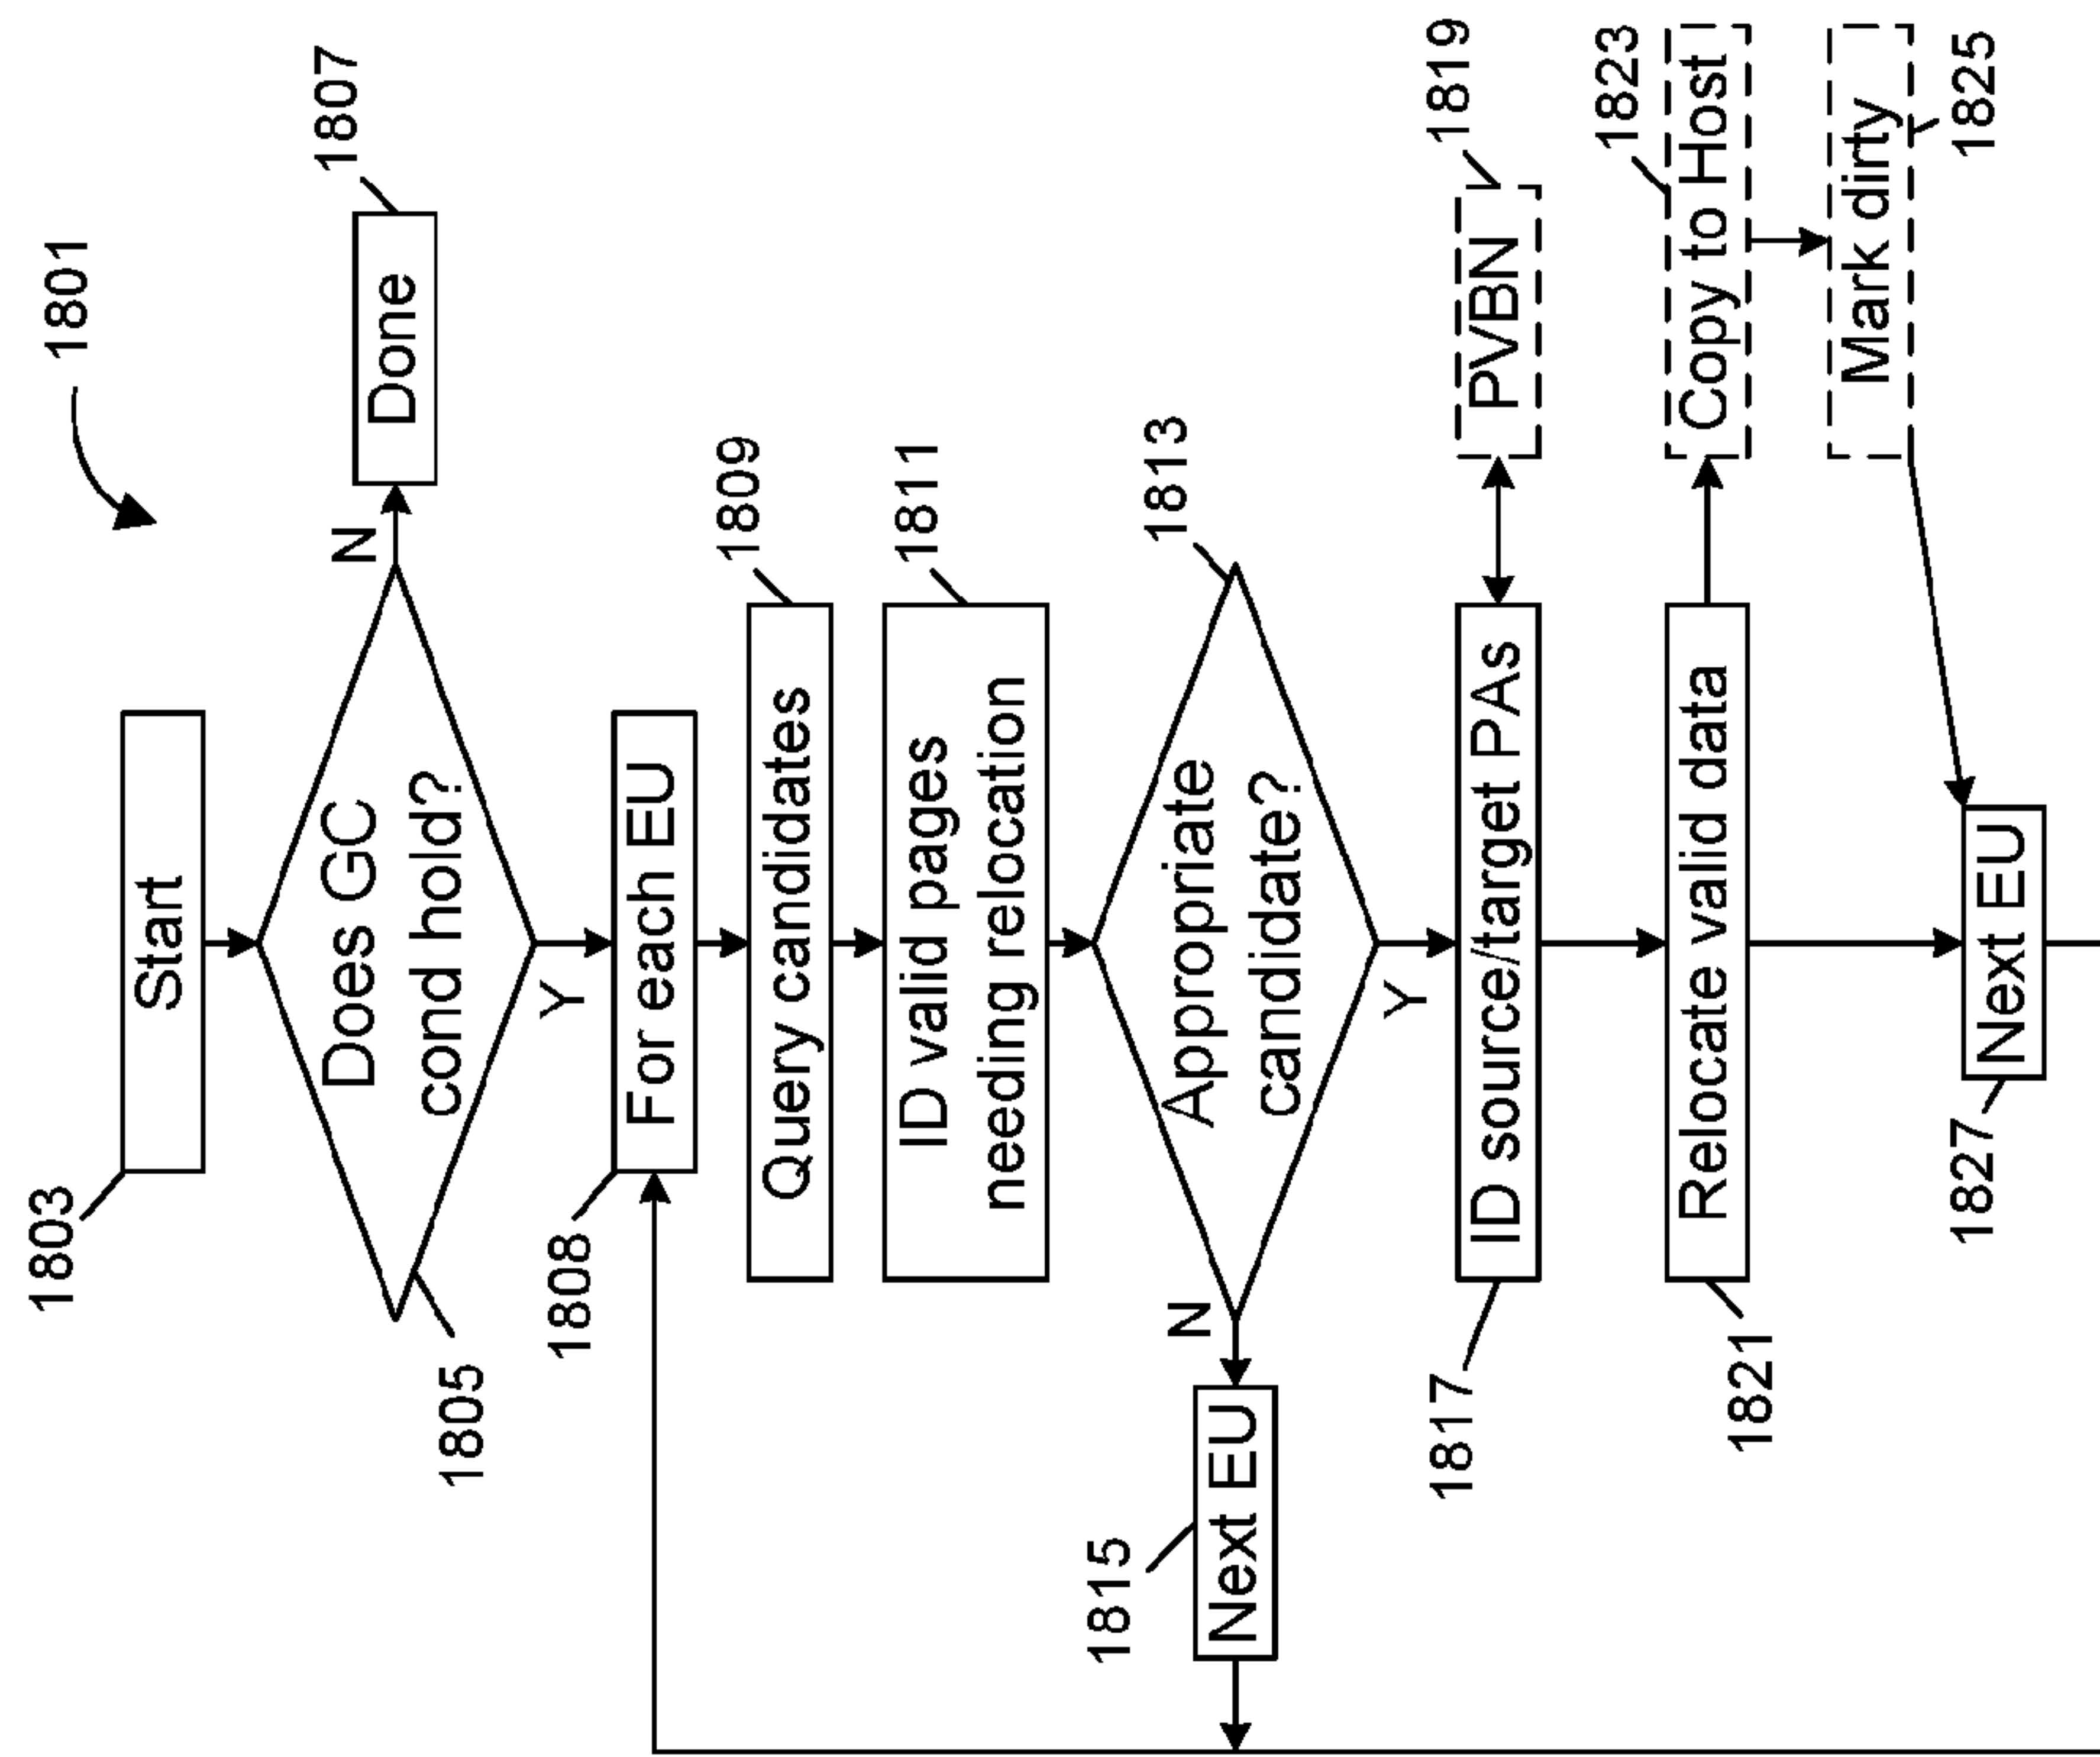 1801
1803
Start
1805
Does GC
cond hold?
N
Done
1807
Y
1808
For each EU
Query candidates
1809
ID valid pages
needing relocation
1811
Appropriate
candidate?
1813
N
Next EU
1815
Y
1817
ID source/target PAs
PVBN
1819
1821
Relocate valid data
Copy to Host
1823
Mark dirty
1825
1827
Next EU